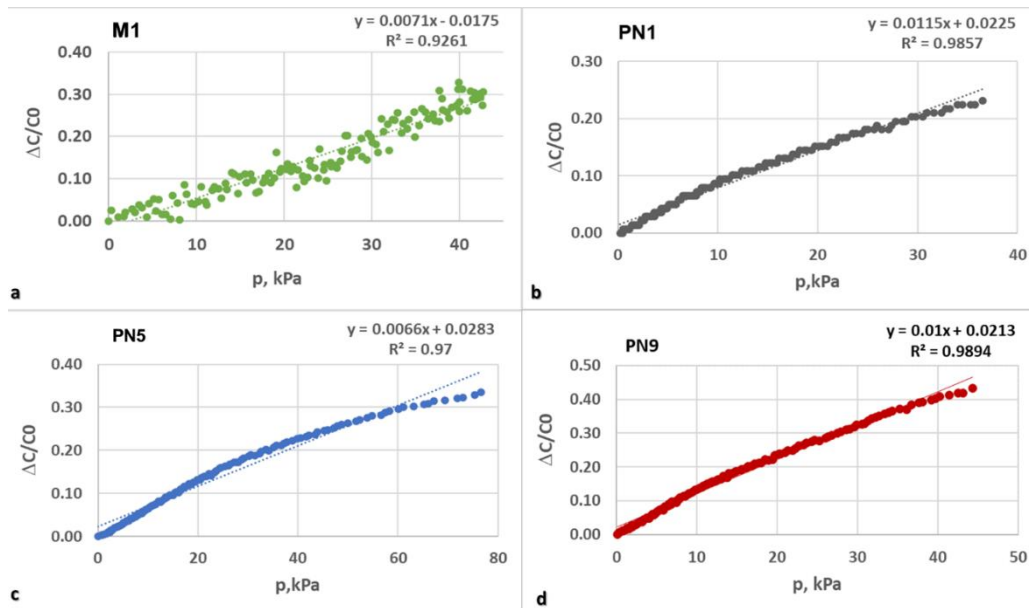 M1
y = 0.0071x - 0.0175
R² = 0.9261
0.40
0.30
0.20
0.10
0.00
ΔC/C0
0 10 20 30 40
p, kPa
a
PN1
y = 0.0115x + 0.0225
R² = 0.9857
0.30
0.20
0.10
0.00
ΔC/C0
0 10 20 30 40
p,kPa
b
PN5
y = 0.0066x + 0.0283
R² = 0.97
0.40
0.30
0.20
0.10
0.00
ΔC/C0
0 20 40 60 80
p,kPa
c
PN9
y = 0.01x + 0.0213
R² = 0.9894
0.50
0.40
0.30
0.20
0.10
0.00
ΔC/C0
0 10 20 30 40 50
p, kPa
d